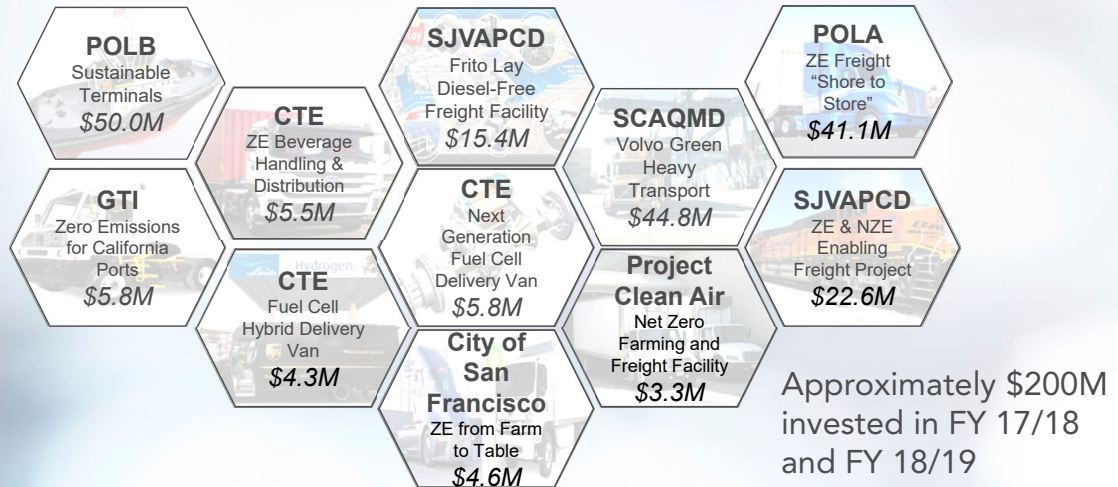 POLB
Sustainable
Terminals
$50.0M
CTE
ZE Beverage
Handling &
Distribution
$5.5M
SJVAPCD
Frito Lay
Diesel-Free
Freight Facility
$15.4M
SCAQMD
Volvo Green
Heavy
Transport
$44.8M
POLA
ZE Freight
“Shore to
Store”
$41.1M
GTI
Zero Emissions
for California
Ports
$5.8M
Hydrogen.
CTE
Fuel Cell
Hybrid Delivery
Van
$4.3M
CTE
Next
Generation
Fuel Cell
Delivery Van
$5.8M
Project
Clean Air
Net Zero
Farming and
Freight Facility
$3.3M
SJVAPCD
ZE & NZE
Enabling
Freight Project
$22.6M
City of
San
Francisco
ZE from Farm
to Table
$4.6M
Approximately $200M
invested in FY 17/18
and FY 18/19